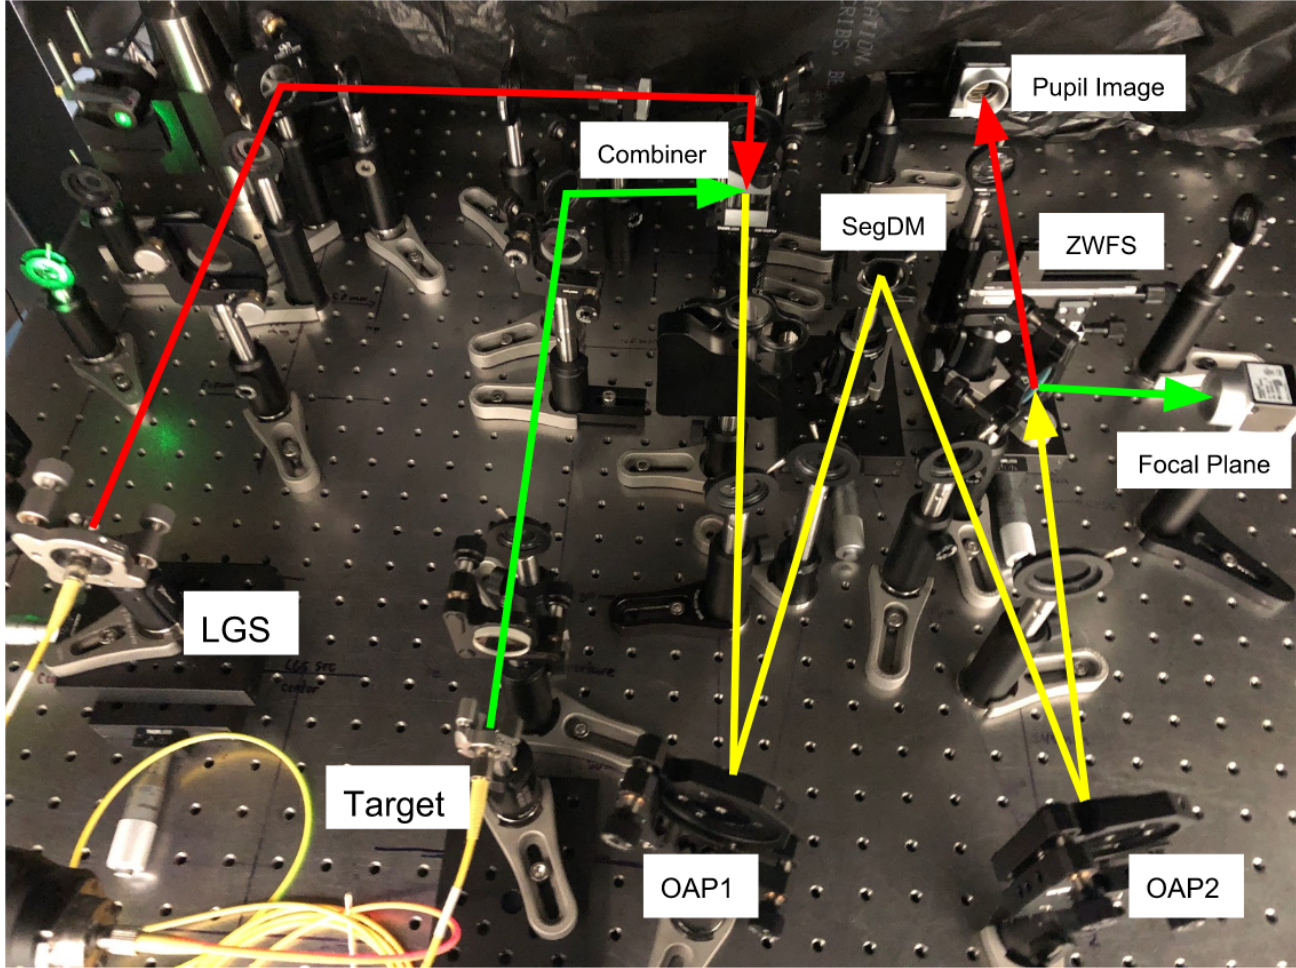 Pupil Image
Combiner
SegDM
ZWFS
Focal Plane
LGS
Target
OAP1
OAP2